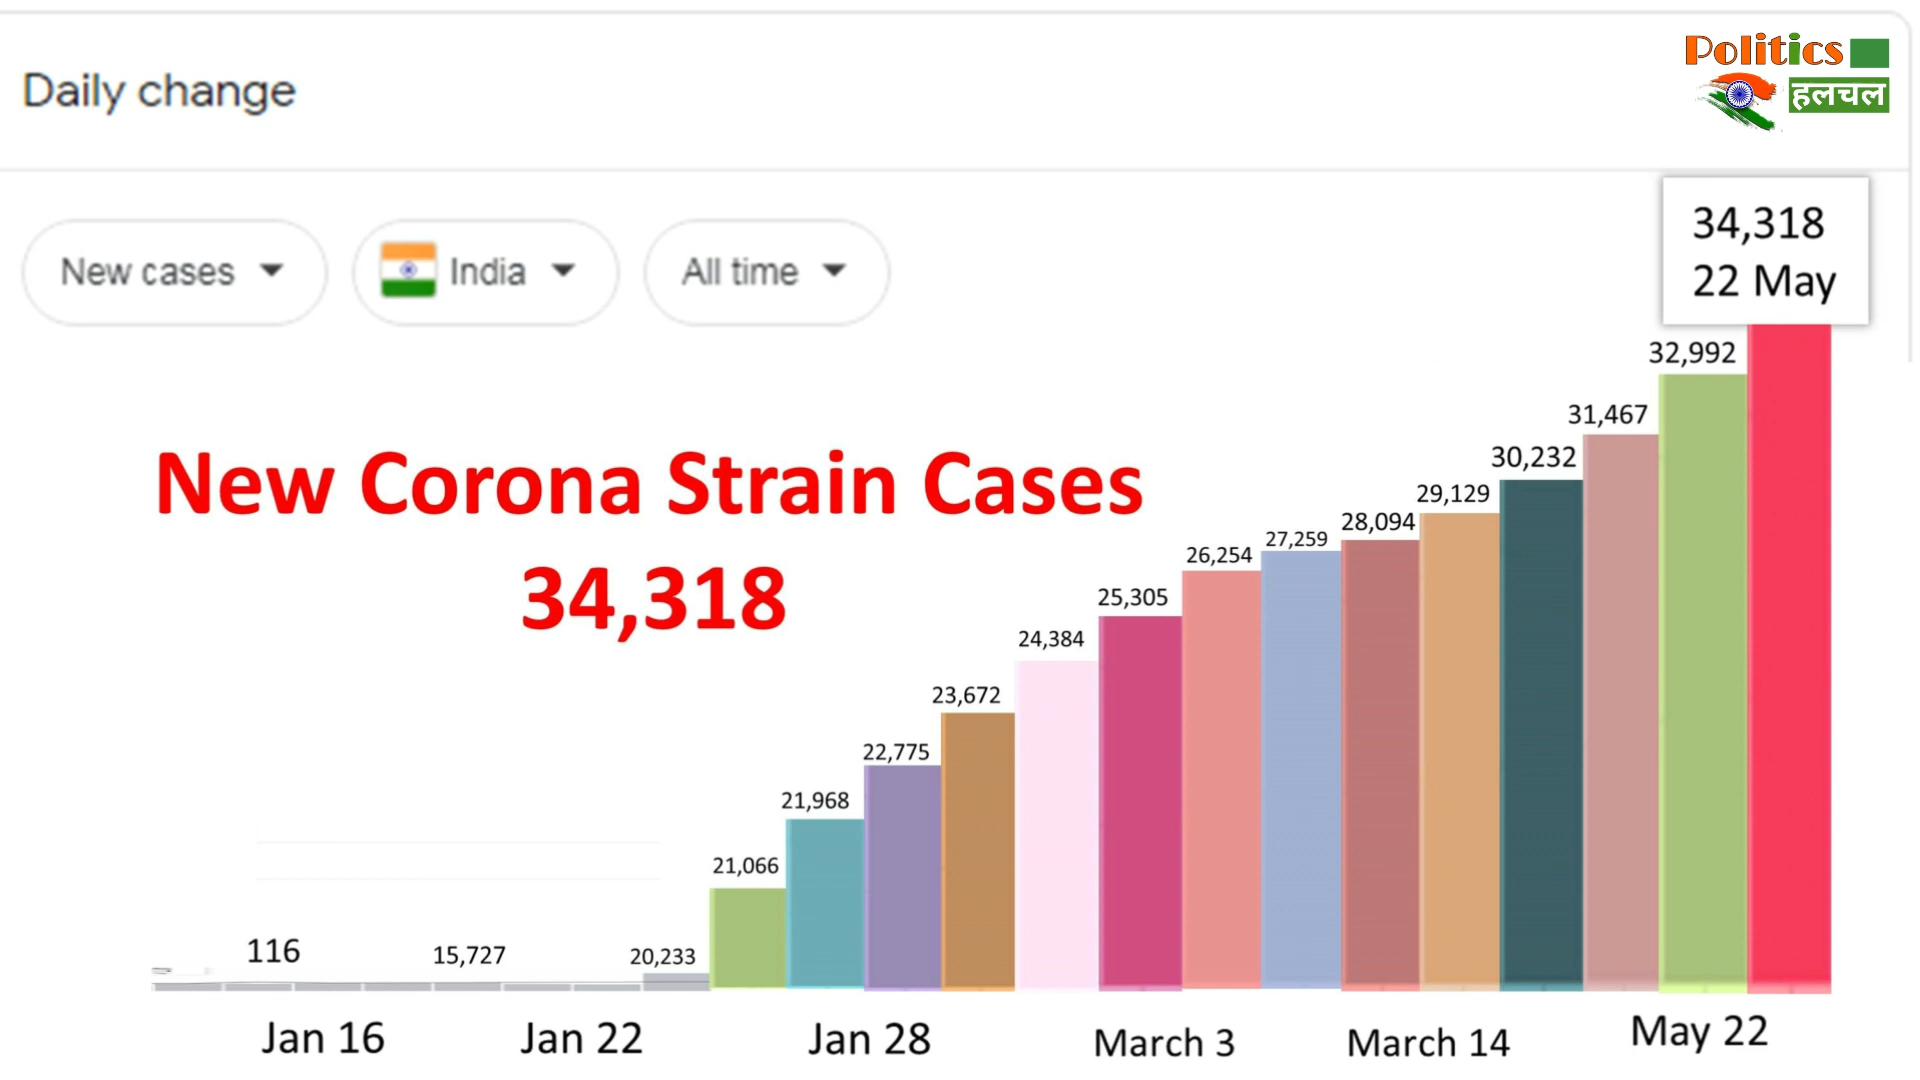 Daily change
Politics
हलचल
New cases
India
All time
34,318
22 May
New Corona Strain Cases
34,318
32,992
31,467
30,232
29,129
28,094
27,259
26,254
25,305
24,384
23,672
22,775
21,968
21,066
116
15,727
20,233
Jan 16
Jan 22
Jan 28
March 3
March 14
May 22